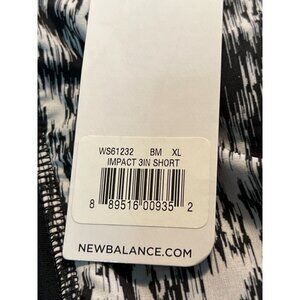 WS61232 BM XL
IMPACT 3IN SHORT
8 89516 00935 2
NEWBALANCE.COM